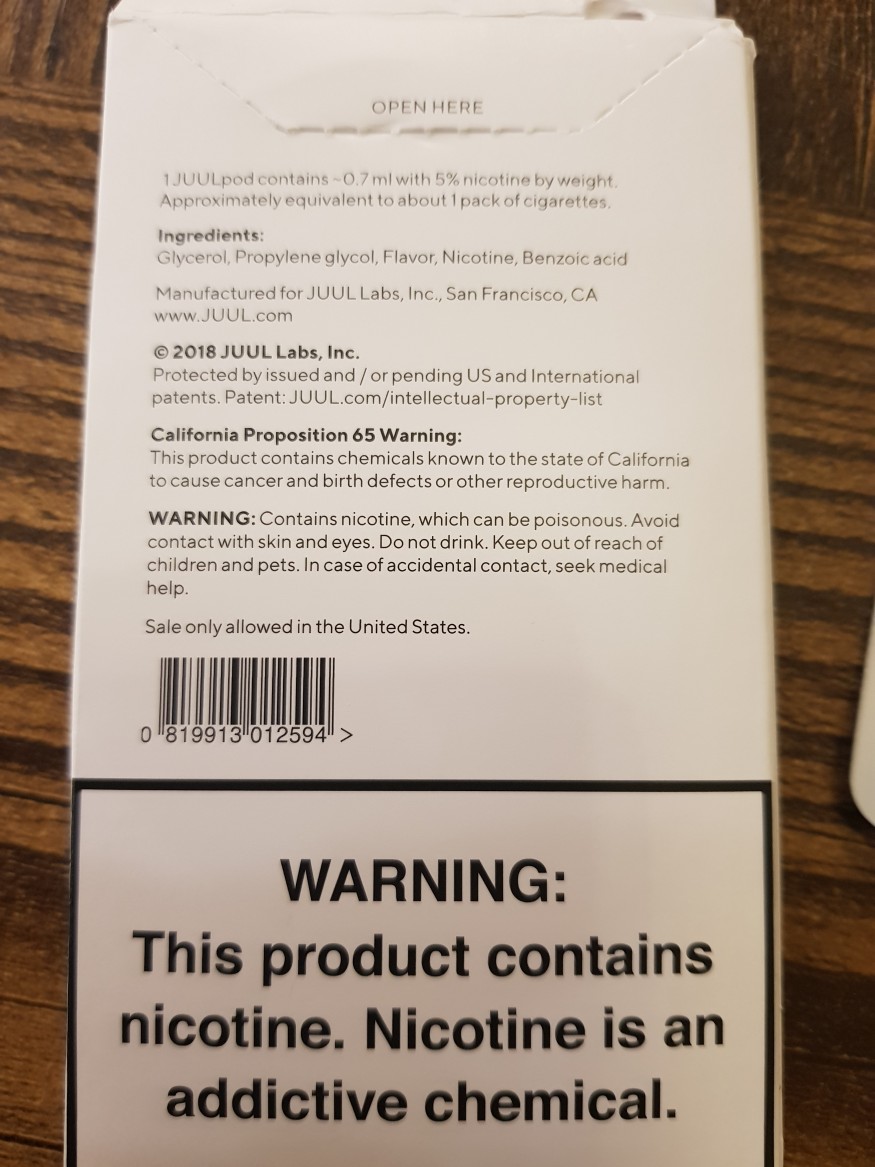 OPEN HERE
1 JUULpod contains ~0.7 ml with 5% nicotine by weight.
Approximately equivalent to about 1 pack of cigarettes.
Ingredients:
Glycerol, Propylene glycol, Flavor, Nicotine, Benzoic acid
Manufactured for JUUL Labs, Inc., San Francisco, CA
www.JUUL.com
© 2018 JUUL Labs, Inc.
Protected by issued and / or pending US and International
patents. Patent: JUUL.com/intellectual-property-list
California Proposition 65 Warning:
This product contains chemicals known to the state of California
to cause cancer and birth defects or other reproductive harm.
WARNING: Contains nicotine, which can be poisonous. Avoid
contact with skin and eyes. Do not drink. Keep out of reach of
children and pets. In case of accidental contact, seek medical
help.
Sale only allowed in the United States.
0 819913 012594 >
WARNING:
This product contains
nicotine. Nicotine is an
addictive chemical.